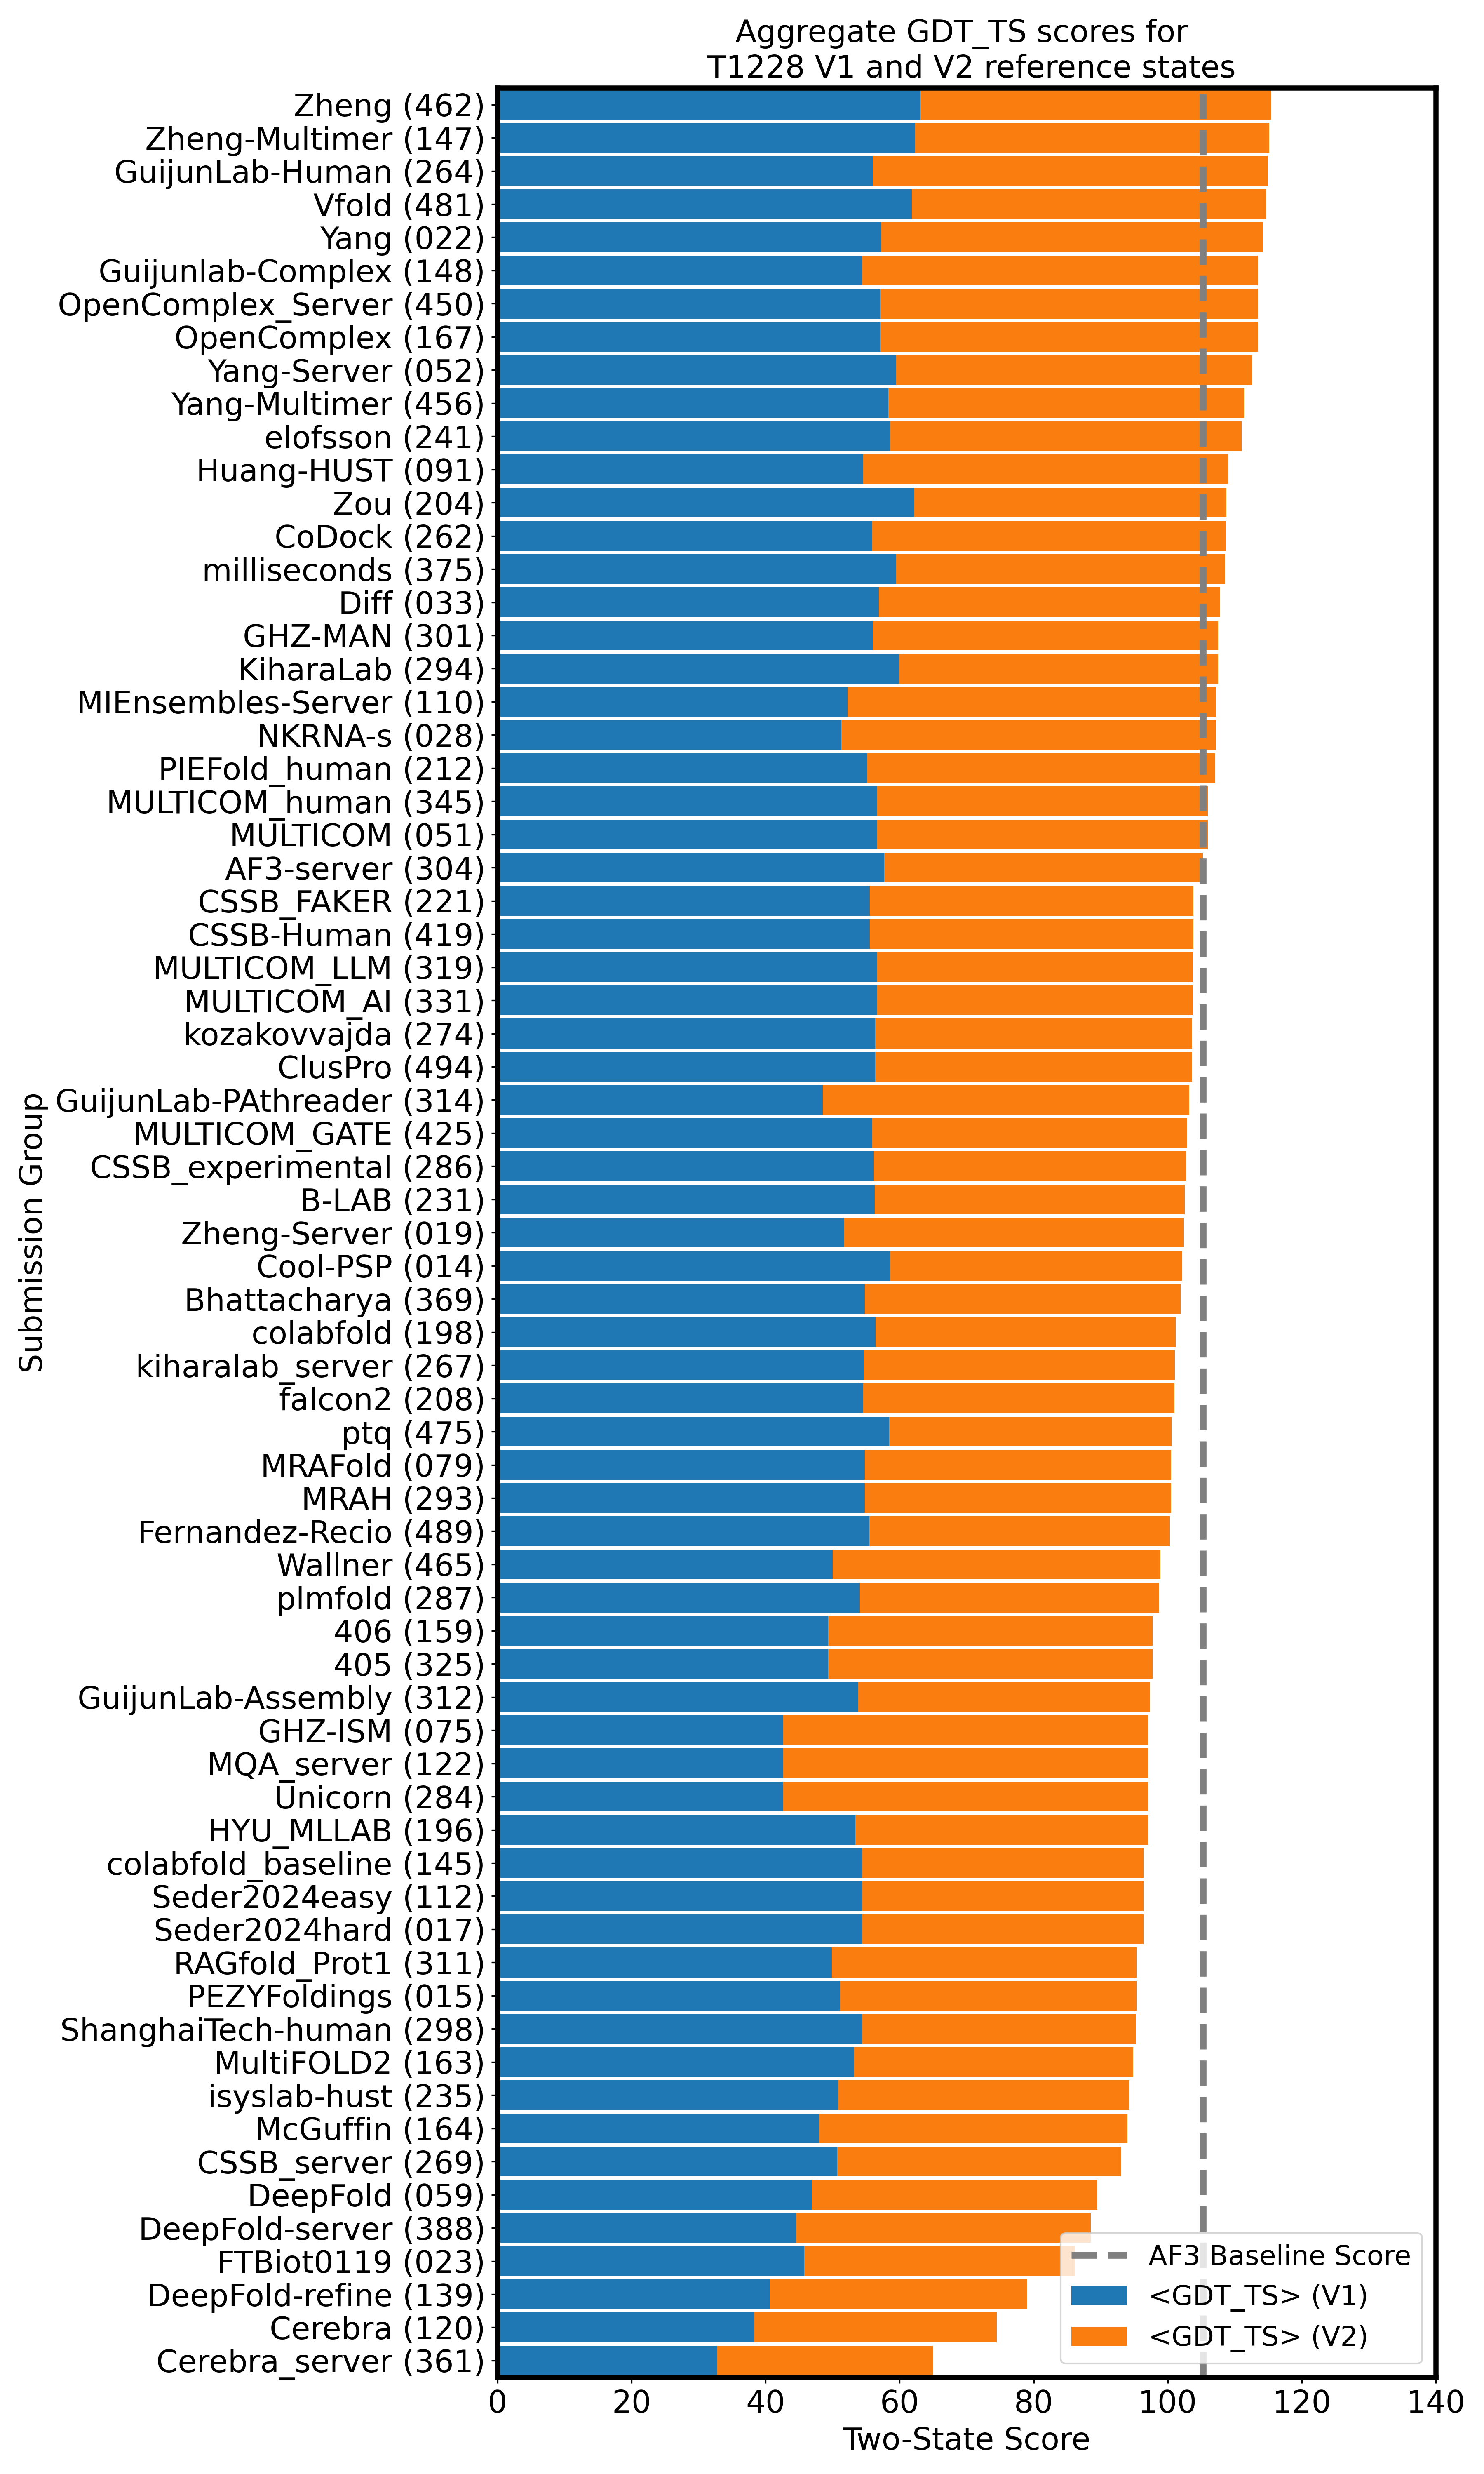 Aggregate GDT_TS scores for
T1228 V1 and V2 reference states
Zheng (462)
Zheng-Multimer (147)
GuijunLab-Human (264)
Vfold (481)
Yang (022)
Guijunlab-Complex (148)
OpenComplex_Server (450)
OpenComplex (167)
Yang-Server (052)
Yang-Multimer (456)
elofsson (241)
Huang-HUST (091)
Zou (204)
CoDock (262)
milliseconds (375)
Diff (033)
GHZ-MAN (301)
KiharaLab (294)
MIEnsembles-Server (110)
NKRNA-s (028)
PIEFold_human (212)
MULTICOM_human (345)
MULTICOM (051)
AF3-server (304)
CSSB_FAKER (221)
CSSB-Human (419)
MULTICOM_LLM (319)
MULTICOM_AI (331)
kozakovvajda (274)
ClusPro (494)
GuijunLab-PAthreader (314)
MULTICOM_GATE (425)
CSSB_experimental (286)
B-LAB (231)
Zheng-Server (019)
Cool-PSP (014)
Bhattacharya (369)
colabfold (198)
kiharalab_server (267)
falcon2 (208)
ptq (475)
MRAFold (079)
MRAH (293)
Fernandez-Recio (489)
Wallner (465)
plmfold (287)
406 (159)
405 (325)
GuijunLab-Assembly (312)
GHZ-ISM (075)
MQA_server (122)
Unicorn (284)
HYU_MLLAB (196)
colabfold_baseline (145)
Seder2024easy (112)
Seder2024hard (017)
RAGfold_Prot1 (311)
PEZYFoldings (015)
ShanghaiTech-human (298)
MultiFOLD2 (163)
isyslab-hust (235)
McGuffin (164)
CSSB_server (269)
DeepFold (059)
DeepFold-server (388)
FTBiot0119 (023)
DeepFold-refine (139)
Cerebra (120)
Cerebra_server (361)
Submission Group
AF3 Baseline Score
<GDT_TS> (V1)
<GDT_TS> (V2)
0 20 40 60 80 100 120 140
Two-State Score